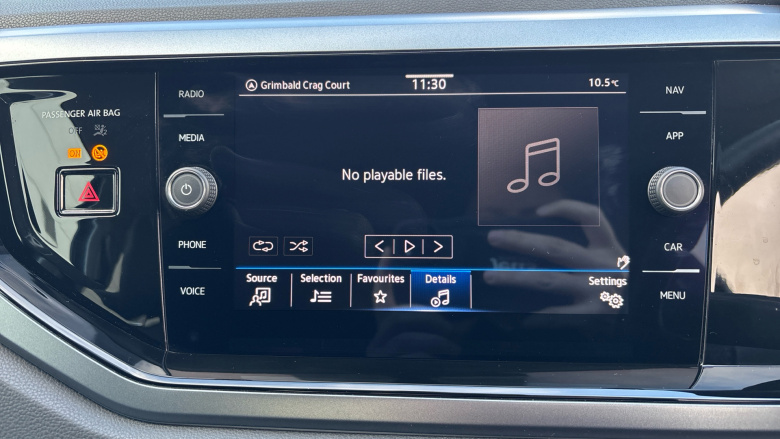 PASSENGER AIR BAG
OFF
ON
RADIO
MEDIA
PHONE
VOICE
Grimbald Crag Court
11:30
10.5°C
No playable files.
Source
Selection
Favourites
Details
Settings
NAV
APP
CAR
MENU